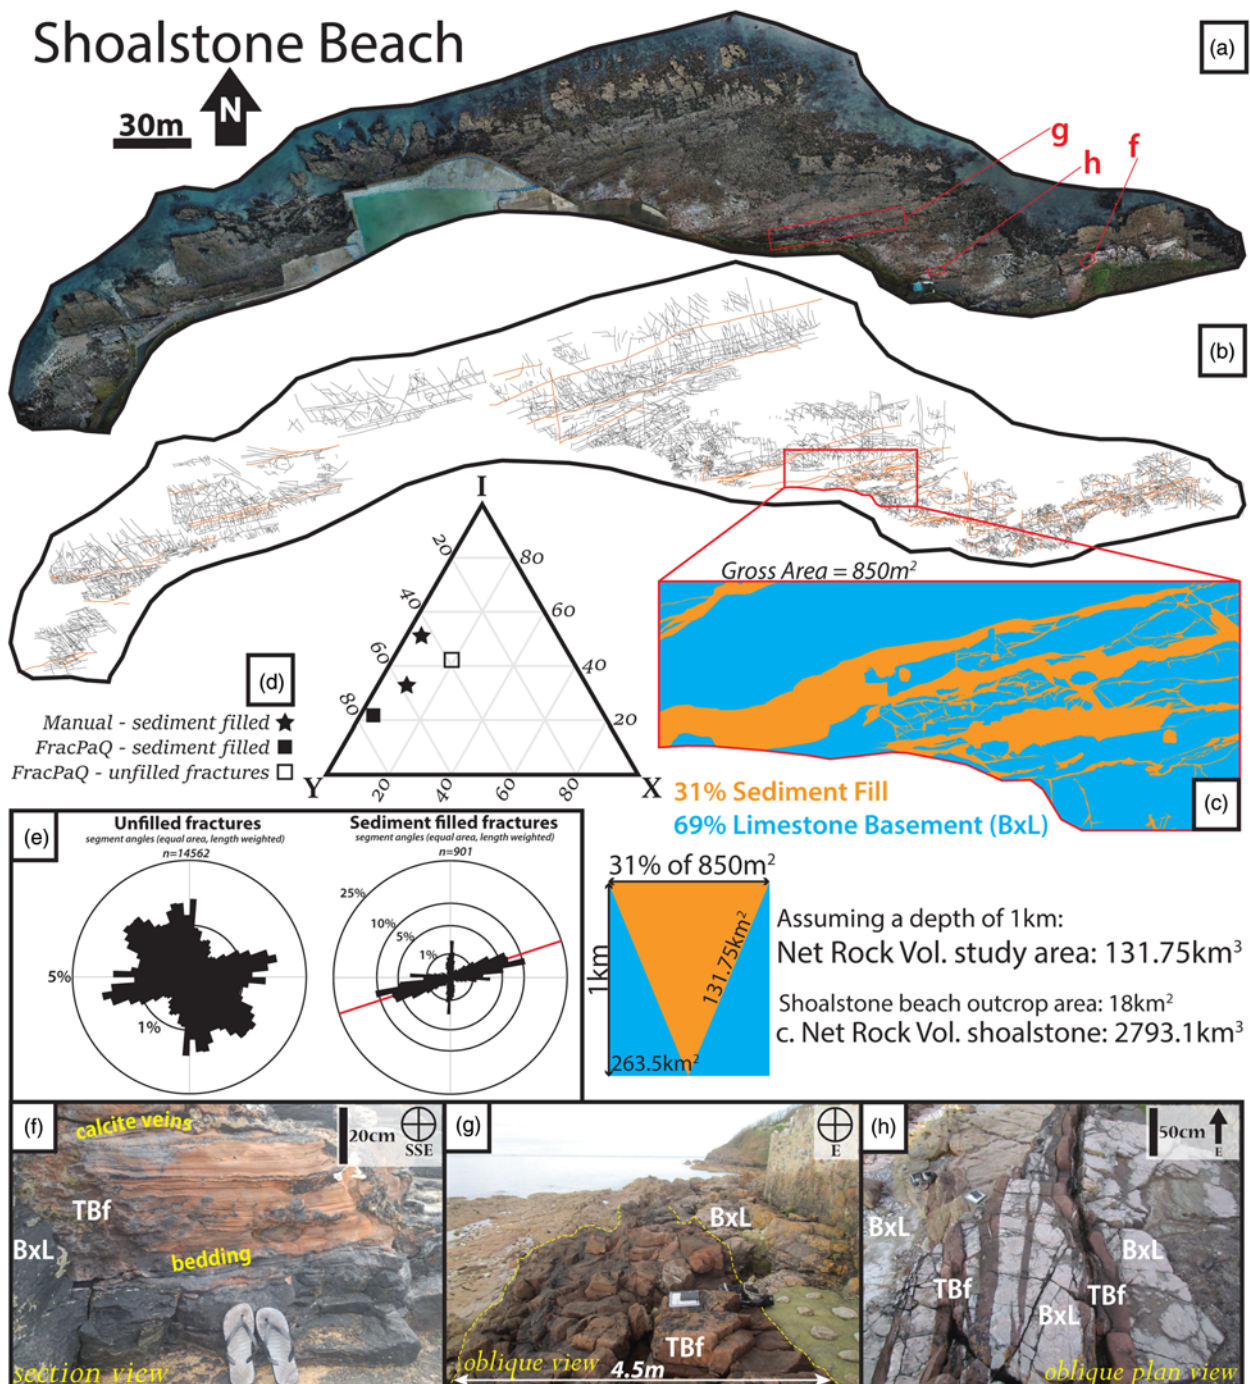 Shoalstone Beach
(a)
N
30m
g
h
f
(b)
I
20
80
40
60
60
40
80
20
Y
20
40
60
80
X
(d)
Manual - sediment filled
FracPaQ - sediment filled
FracPaQ - unfilled fractures
Gross Area = 850m²
(c)
31% Sediment Fill
69% Limestone Basement (BxL)
(e)
Unfilled fractures
segment angles (equal area, length weighted)
n=14562
5%
1%
Sediment filled fractures
segment angles (equal area, length weighted)
n=901
25%
10%
5%
1%
31% of 850m²
1km
131.75km²
263.5km²
Assuming a depth of 1km:
Net Rock Vol. study area: 131.75km³
Shoalstone beach outcrop area: 18km²
c. Net Rock Vol. shoalstone: 2793.1km³
(f)
calcite veins
20cm
SSE
TBf
BxL
bedding
section view
(g)
E
BxL
TBf
oblique view
4.5m
(h)
50cm
E
BxL
BxL
TBf
TBf
BxL
oblique plan view